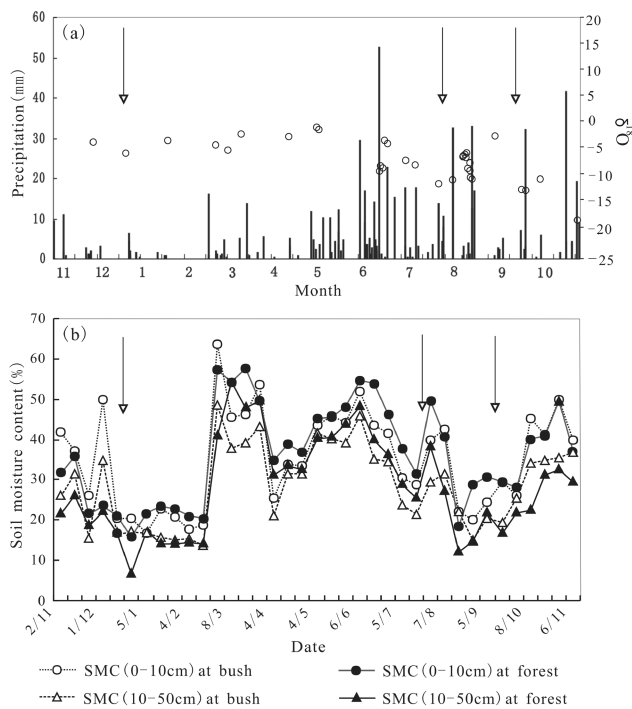 (a)
Precipitation(mm)
60
50
40
30
20
10
0
20
15
10
5
0
-5
-10
-15
-20
-25
δ18O
11 12 1 2 3 4 5 6 7 8 9 10
Month
(b)
Soil moisture content(%)
70
60
50
40
30
20
10
0
2/11 1/12 5/1 4/2 8/3 4/4 4/5 6/6 5/7 7/8 5/9 8/10 6/11
Date
SMC(0-10cm)at bush
SMC(0-10cm)at forest
SMC(10-50cm)at bush
SMC(10-50cm)at forest